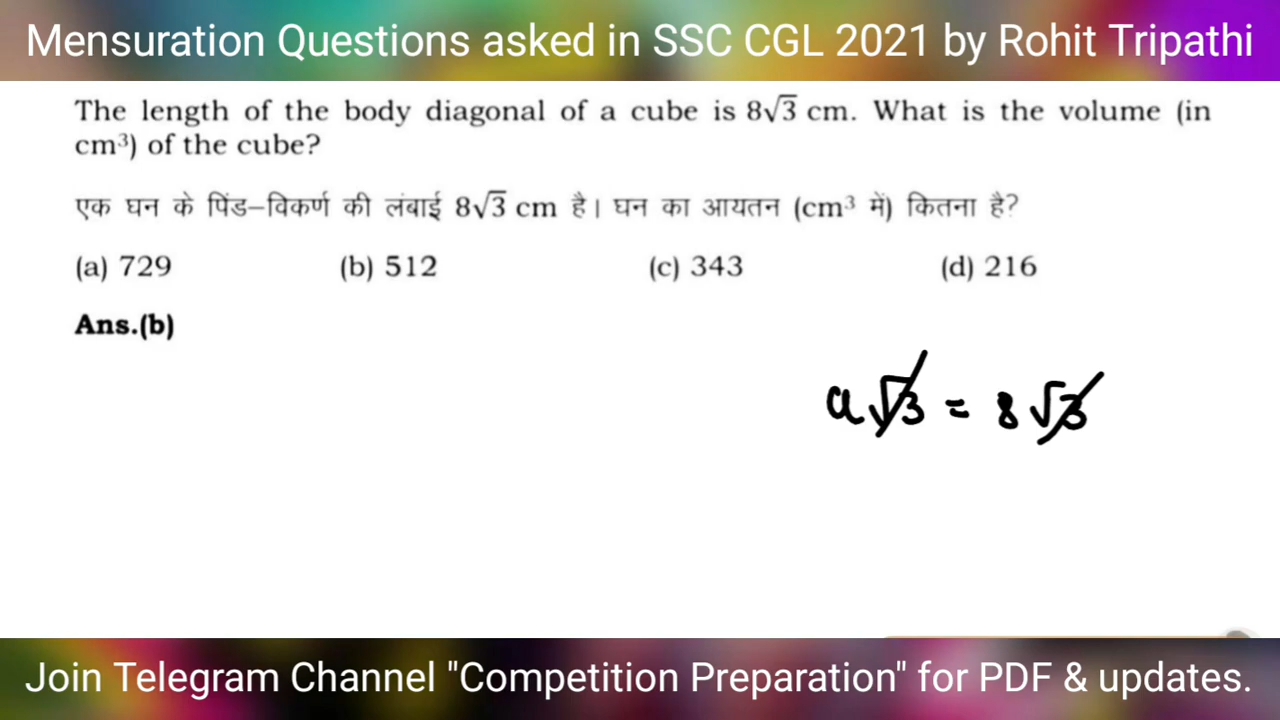 Mensuration Questions asked in SSC CGL 2021 by Rohit Tripathi
The length of the body diagonal of a cube is 8√3 cm. What is the volume (in
cm³) of the cube?
एक घन के पिंड–विकर्ण की लंबाई 8√3 cm है। घन का आयतन (cm³ में) कितना है?
(a) 729 (b) 512 (c) 343 (d) 216
Ans.(b)
a√3 = 8√3
Join Telegram Channel "Competition Preparation" for PDF & updates.